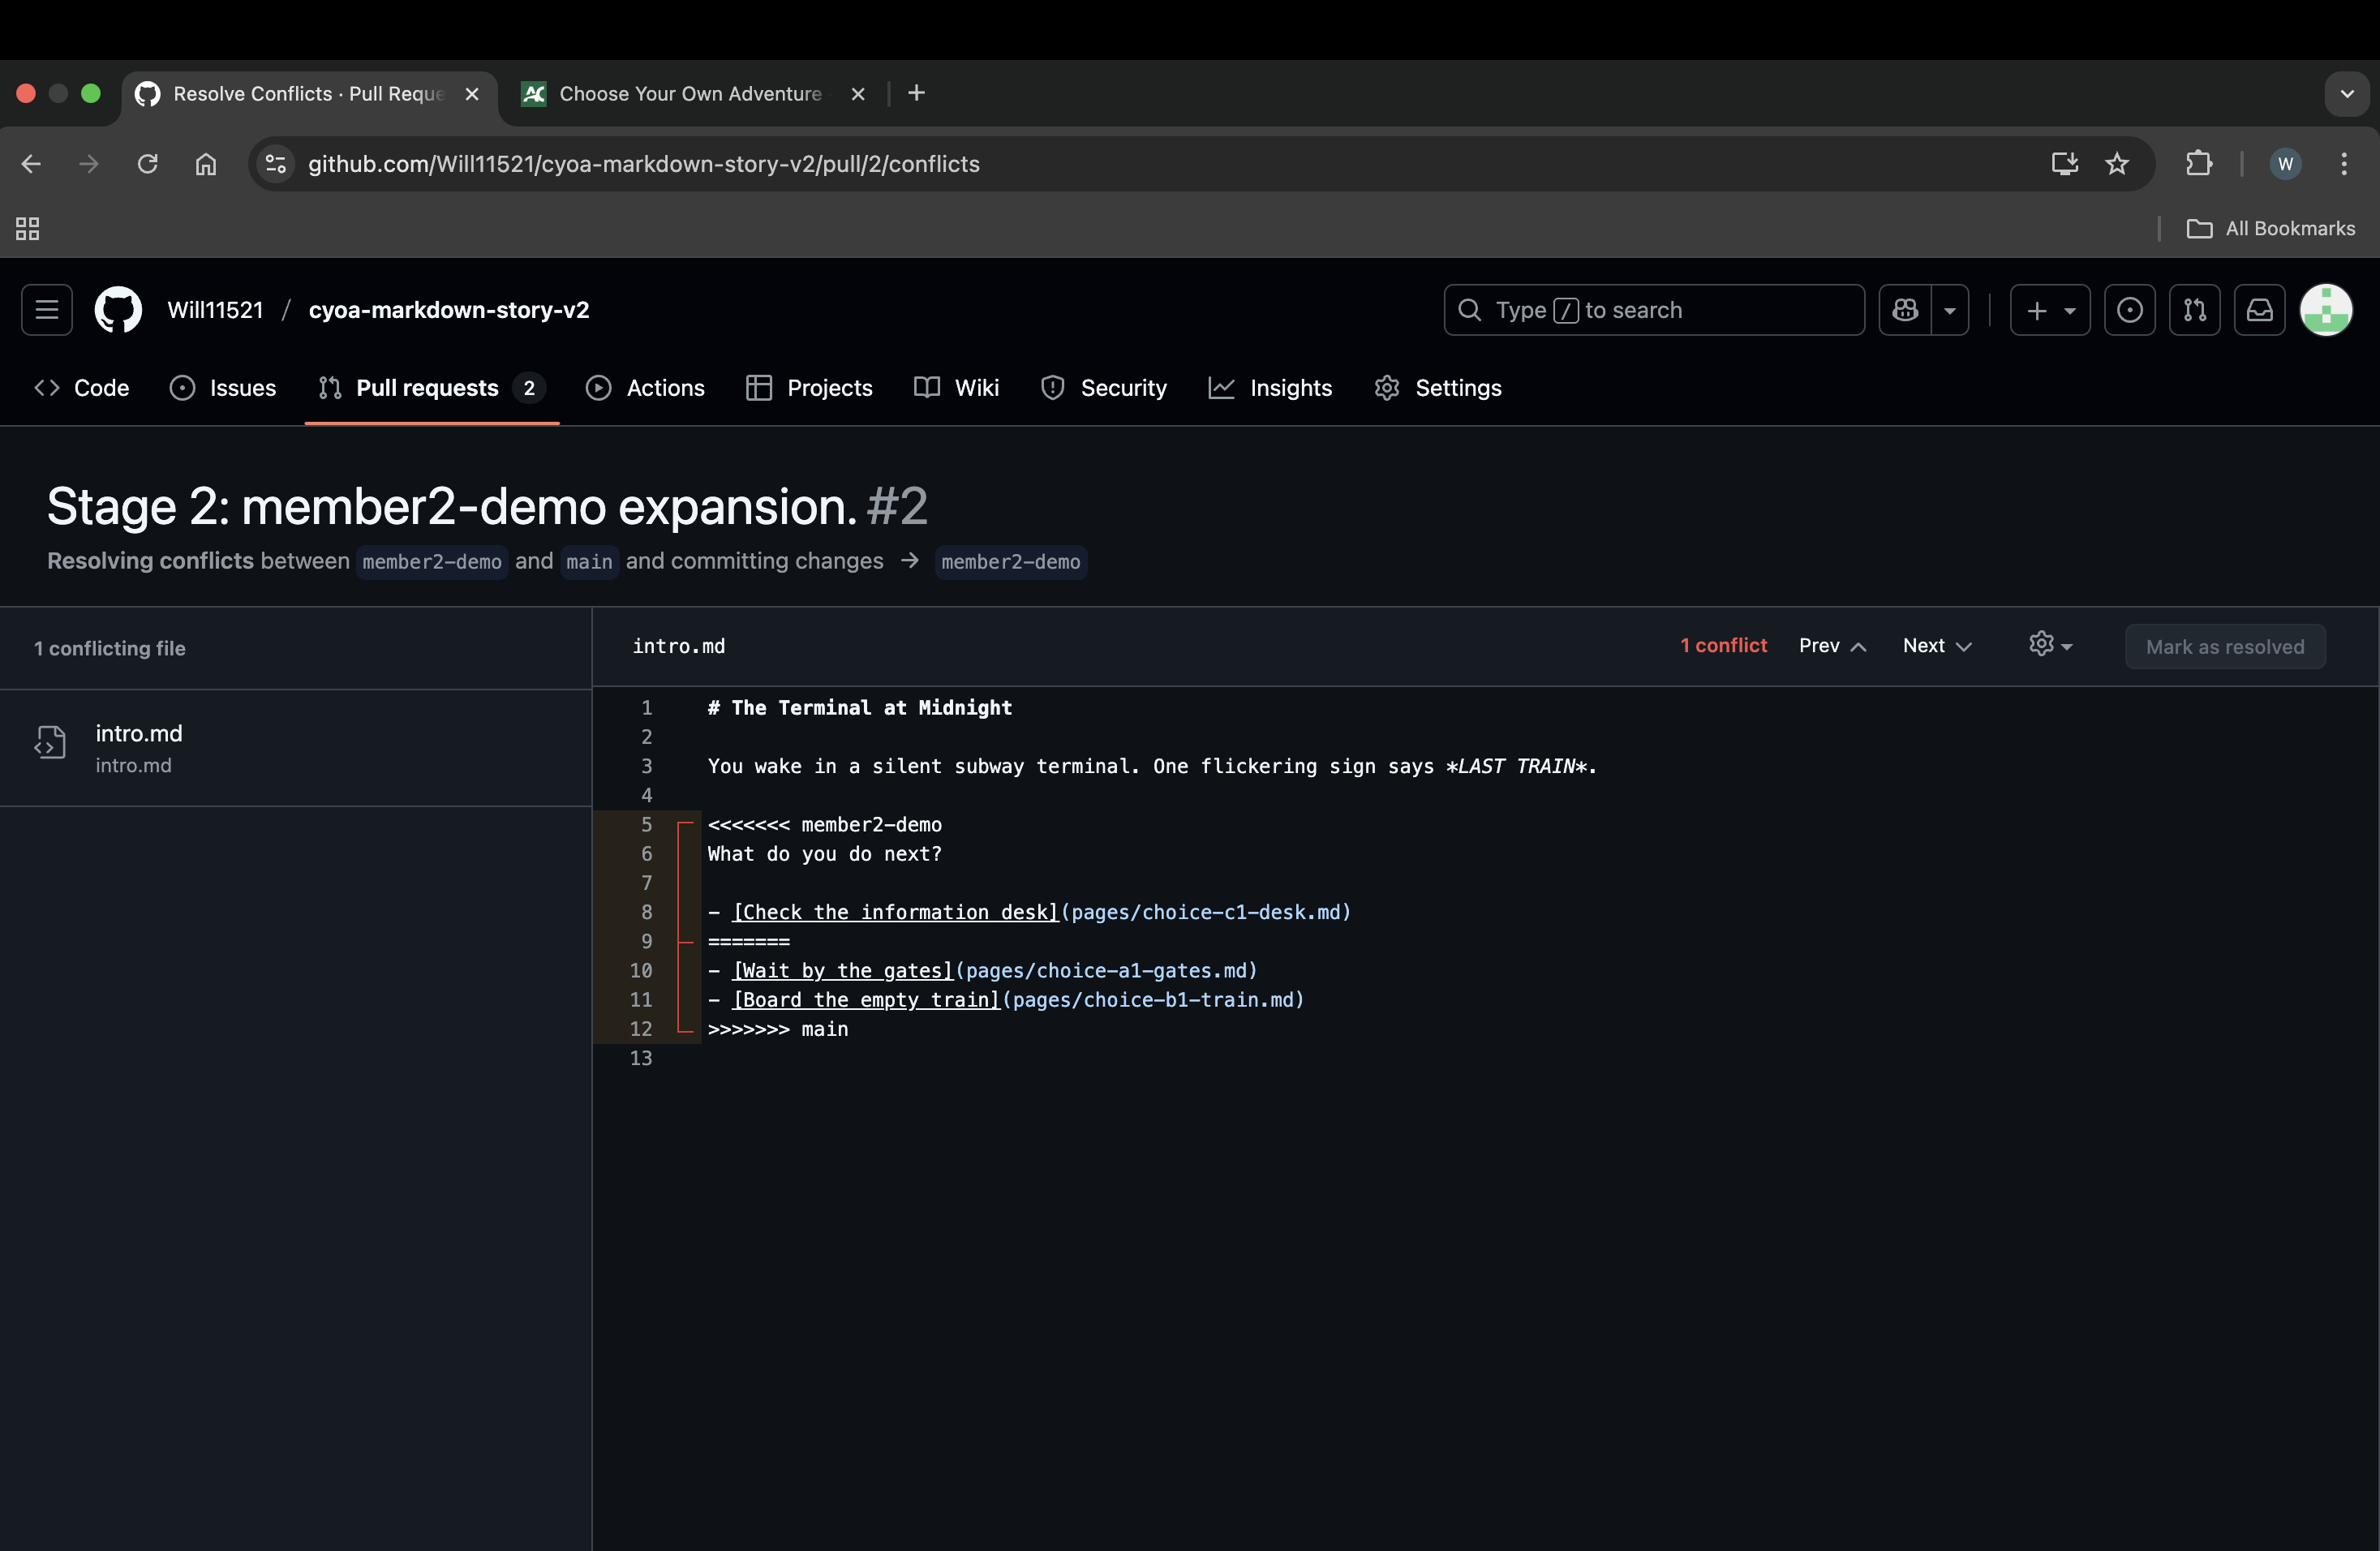 Resolve Conflicts · Pull Reque
Choose Your Own Adventure
github.com/Will11521/cyoa-markdown-story-v2/pull/2/conflicts
W
All Bookmarks
Will11521 / cyoa-markdown-story-v2
Type / to search
Code
Issues
Pull requests 2
Actions
Projects
Wiki
Security
Insights
Settings
Stage 2: member2-demo expansion. #2
Resolving conflicts between member2-demo and main and committing changes → member2-demo
1 conflicting file
intro.md
intro.md
intro.md
1 conflict
Prev
Next
Mark as resolved
1 # The Terminal at Midnight
2
3 You wake in a silent subway terminal. One flickering sign says *LAST TRAIN*.
4
5 <<<<<<< member2-demo
6 What do you do next?
7
8 - [Check the information desk](pages/choice-c1-desk.md)
9 =======
10 - [Wait by the gates](pages/choice-a1-gates.md)
11 - [Board the empty train](pages/choice-b1-train.md)
12 >>>>>>> main
13